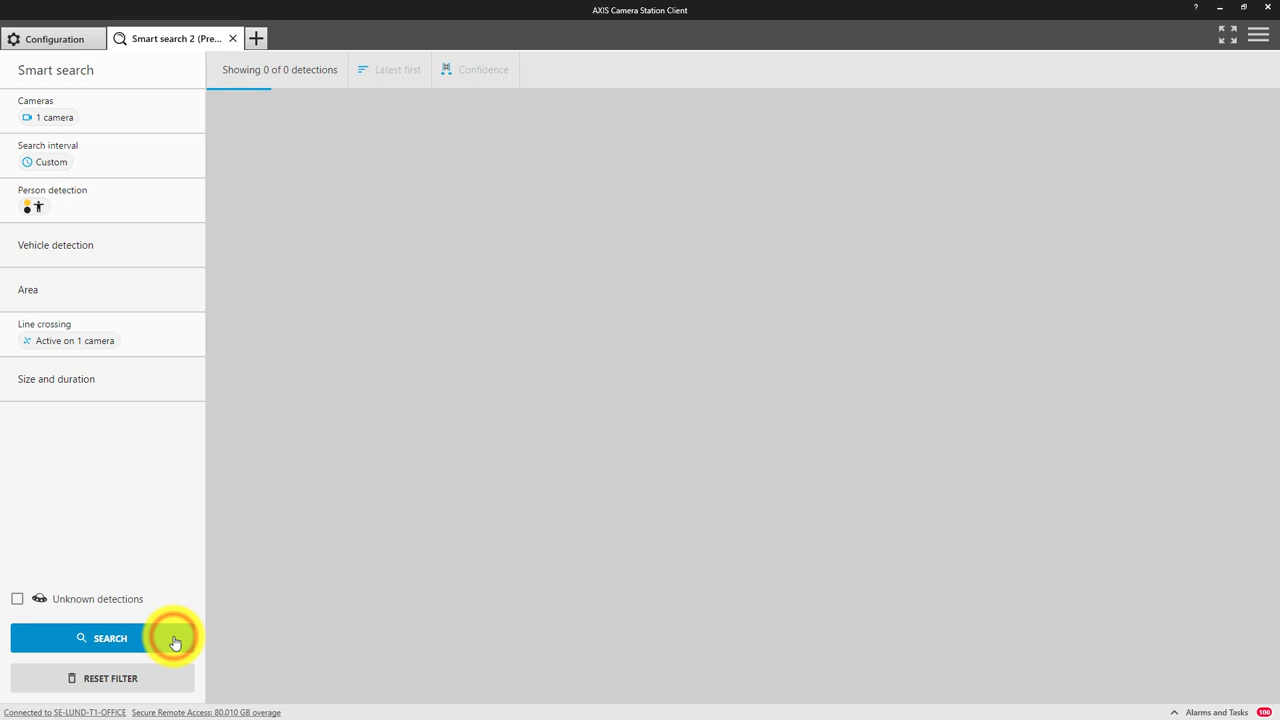 AXIS Camera Station Client
?
Configuration
Smart search 2 (Pre...
Smart search
Showing 0 of 0 detections
Latest first
Confidence
Cameras
1 camera
Search interval
Custom
Person detection
Vehicle detection
Area
Line crossing
Active on 1 camera
Size and duration
Unknown detections
SEARCH
RESET FILTER
Connected to SE-LUND-T1-OFFICE Secure Remote Access: 80.010 GB overage
Alarms and Tasks 100